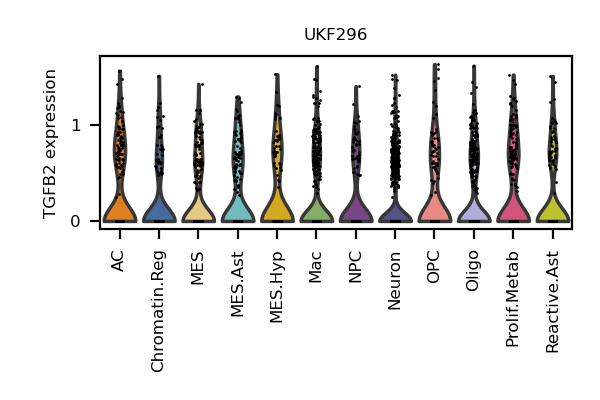 UKF296
TGFB2 expression
1
0
AC
Chromatin.Reg
MES
MES.Ast
MES.Hyp
Mac
NPC
Neuron
OPC
Oligo
Prolif.Metab
Reactive.Ast